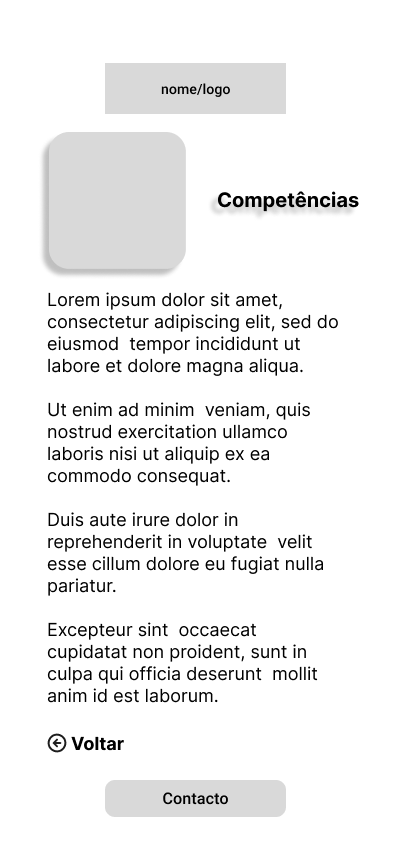 nome/logo
Competências
Lorem ipsum dolor sit amet,
consectetur adipiscing elit, sed do
eiusmod  tempor incididunt ut
labore et dolore magna aliqua.
Ut enim ad minim  veniam, quis
nostrud exercitation ullamco
laboris nisi ut aliquip ex ea
commodo consequat.
Duis aute irure dolor in
reprehenderit in voluptate  velit
esse cillum dolore eu fugiat nulla
pariatur.
Excepteur sint  occaecat
cupidatat non proident, sunt in
culpa qui officia deserunt  mollit
anim id est laborum.
Voltar
Contacto